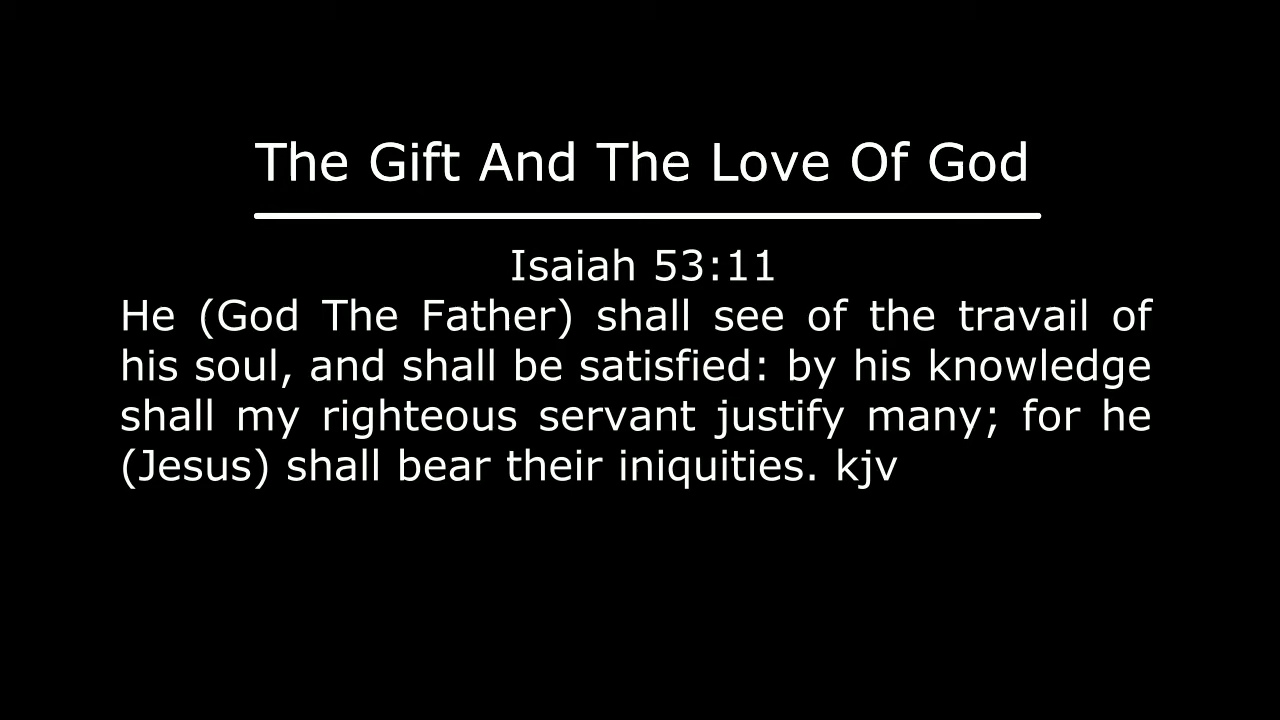 The Gift And The Love Of God
Isaiah 53:11
He (God The Father) shall see of the travail of
his soul, and shall be satisfied: by his knowledge
shall my righteous servant justify many; for he
(Jesus) shall bear their iniquities. kjv